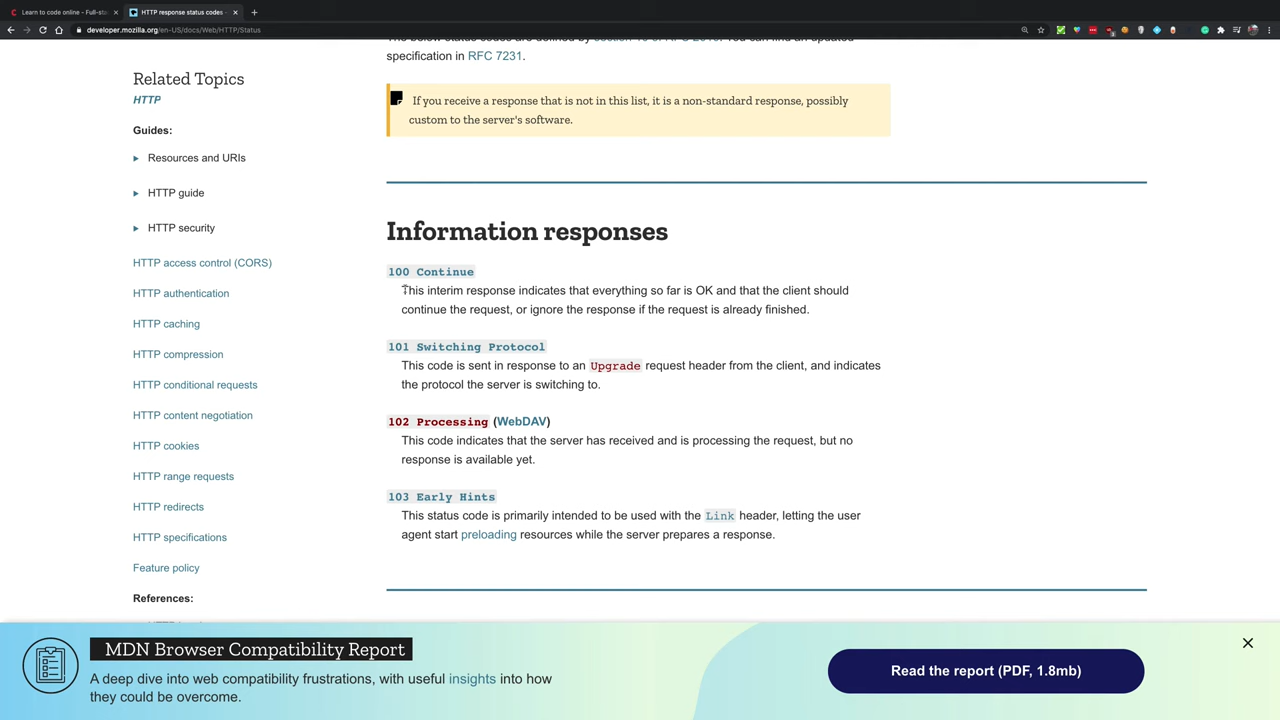 Learn to code online - Full-sta
HTTP response status codes -
developer.mozilla.org/en-US/docs/Web/HTTP/Status
specification in RFC 7231.
Related Topics
HTTP
Guides:
Resources and URIs
HTTP guide
HTTP security
HTTP access control (CORS)
HTTP authentication
HTTP caching
HTTP compression
HTTP conditional requests
HTTP content negotiation
HTTP cookies
HTTP range requests
HTTP redirects
HTTP specifications
Feature policy
References:
If you receive a response that is not in this list, it is a non-standard response, possibly
custom to the server's software.
Information responses
100 Continue
This interim response indicates that everything so far is OK and that the client should
continue the request, or ignore the response if the request is already finished.
101 Switching Protocol
This code is sent in response to an Upgrade request header from the client, and indicates
the protocol the server is switching to.
102 Processing (WebDAV)
This code indicates that the server has received and is processing the request, but no
response is available yet.
103 Early Hints
This status code is primarily intended to be used with the Link header, letting the user
agent start preloading resources while the server prepares a response.
MDN Browser Compatibility Report
A deep dive into web compatibility frustrations, with useful insights into how
they could be overcome.
Read the report (PDF, 1.8mb)